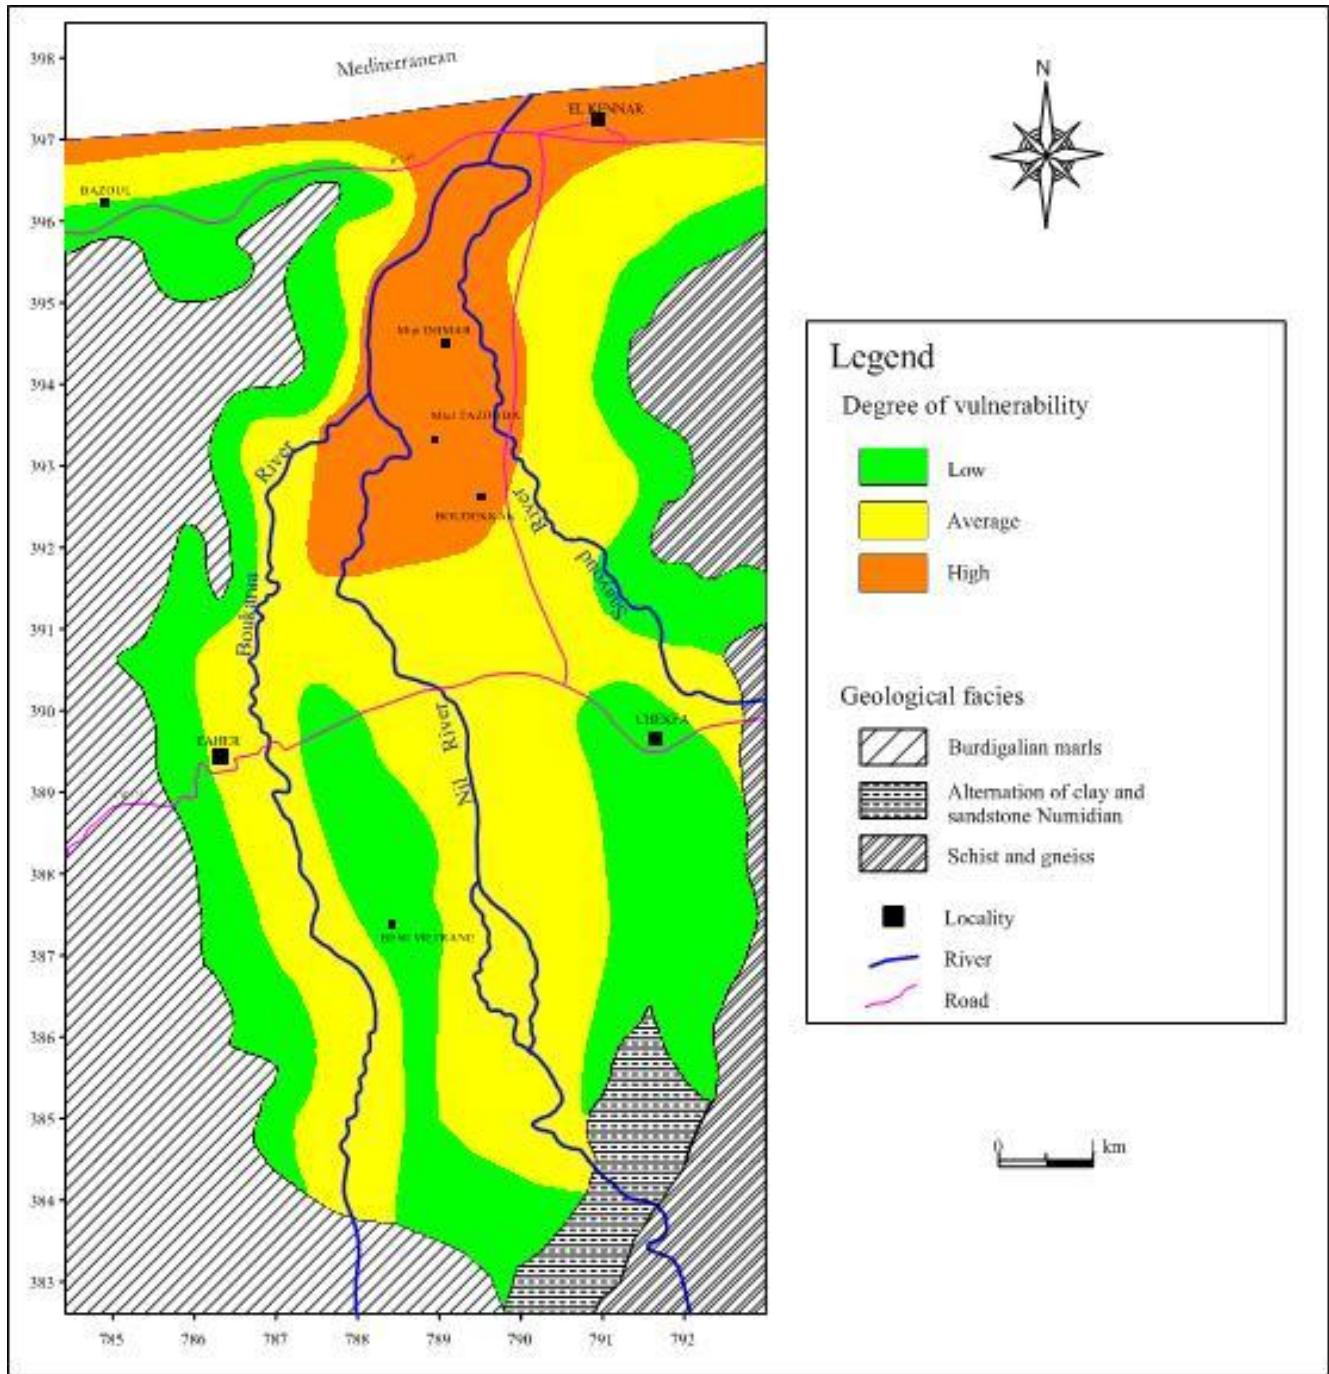 Mediterranean
EL KENNAR
398
397
396
395
394
393
392
391
390
389
388
387
386
385
384
383
River
River
Boukaraa
Saayoud
Nil River
CHEKFA
785 786 787 788 789 790 791 792
N
Legend
Degree of vulnerability
Low
Average
High
Geological facies
Burdigalian marls
Alternation of clay and
sandstone Numidian
Schist and gneiss
Locality
River
Road
0 km